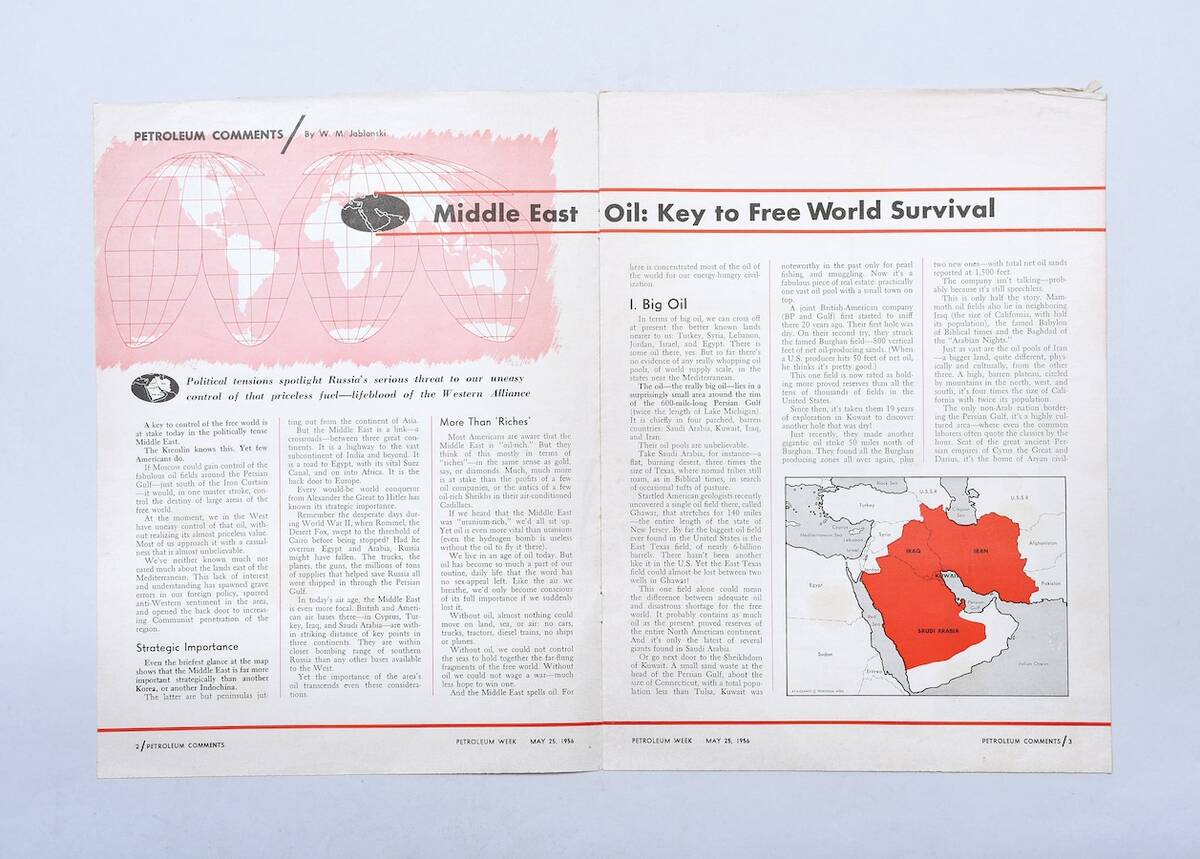 PETROLEUM COMMENTS / By W. M. Jablonski
Middle East Oil: Key to Free World Survival
Political tensions spotlight Russia's serious threat to our uneasy
control of that priceless fuel—lifeblood of the Western Alliance
A key to control of the free world is
at stake today in the politically tense
Middle East.
The Kremlin knows this. Yet few
Americans do.
If Moscow could gain control of the
fabulous oil fields around the Persian
Gulf—just south of the Iron Curtain
—it would, in one master stroke, con-
trol the destiny of large areas of the
free world.
At the moment, we in the West
have uneasy control of that oil, with-
out realizing its almost priceless value.
Most of us approach it with a casual-
ness that is almost unbelievable.
We've neither known much nor
cared much about the lands east of the
Mediterranean. This lack of interest
and understanding has spawned grave
errors in our foreign policy, spurred
anti-Western sentiment in the area,
and opened the back door to increas-
ing Communist penetration of the
region.
Strategic Importance
Even the briefest glance at the map
shows that the Middle East is far more
important strategically than another
Korea, or another Indochina.
The latter are but peninsulas jut-
ting out from the continent of Asia.
But the Middle East is a link—a
crossroads—between three great con-
tinents. It is a highway to the vast
subcontinent of India and beyond. It
is a road to Egypt, with its vital Suez
Canal, and on into Africa. It is the
back door to Europe.
Every would-be world conqueror
from Alexander the Great to Hitler has
known its strategic importance.
Remember the desperate days dur-
ing World War II, when Rommel, the
Desert Fox, swept to the threshold of
Cairo before being stopped? Had he
overrun Egypt and Arabia, Russia
might have fallen. The trucks, the
planes, the guns, the millions of tons
of supplies that helped save Russia all
were shipped in through the Persian
Gulf.
In today's air age, the Middle East
is even more focal. British and Ameri-
can air bases there—in Cyprus, Tur-
key, Iraq, and Saudi Arabia—are with-
in striking distance of key points in
three continents. They are within
closer bombing range of southern
Russia than any other bases available
to the West.
Yet the importance of the area's
oil transcends even these considera-
tions.
More Than 'Riches'
Most Americans are aware that the
Middle East is "oil-rich." But they
think of this mostly in terms of
"riches"—in the same sense as gold,
say, or diamonds. Much, much more
is at stake than the profits of a few
oil companies, or the antics of a few
oil-rich Sheikhs in their air-conditioned
Cadillacs.
If we heard that the Middle East
was "uranium-rich," we'd all sit up.
Yet oil is even more vital than uranium
(even the hydrogen bomb is useless
without the oil to fly it there).
We live in an age of oil today. But
oil has become so much a part of our
routine, daily life that the word has
no sex-appeal left. Like the air we
breathe, we'd only become conscious
of its full importance if we suddenly
lost it.
Without oil, almost nothing could
move on land, sea, or air: no cars,
trucks, tractors, diesel trains, no ships
or planes.
Without oil, we could not control
the seas to hold together the far-flung
fragments of the free world. Without
oil we could not wage a war—much
less hope to win one.
And the Middle East spells oil. For
2/PETROLEUM COMMENTS
PETROLEUM WEEK MAY 25, 1956
here is concentrated most of the oil of
the world for our energy-hungry civil-
ization.
I. Big Oil
In terms of big oil, we can cross off
at present the better known lands
nearer to us: Turkey, Syria, Lebanon,
Jordan, Israel, and Egypt. There is
some oil there, yes. But so far there's
no evidence of any really whopping oil
pools, of world supply scale, in the
states near the Mediterranean.
The oil—the really big oil—lies in a
surprisingly small area around the rim
of the 600-mile-long Persian Gulf
(twice the length of Lake Michigan).
It is chiefly in four parched, barren
countries: Saudi Arabia, Kuwait, Iraq,
and Iran.
Their oil pools are unbelievable.
Take Saudi Arabia, for instance—a
flat, burning desert, three times the
size of Texas, where nomad tribes still
roam, as in Biblical times, in search
of occasional tufts of pasture.
Startled American geologists recently
uncovered a single oil field there, called
Ghawar, that stretches for 140 miles
—the entire length of the state of
New Jersey. By far the biggest oil field
ever found in the United States is the
East Texas field, of nearly 6-billion
barrels. There hasn't been another
like it in the U.S. Yet the East Texas
field could almost be lost between two
wells in Ghawar!
This one field alone could mean
the difference between adequate oil
and disastrous shortage for the free
world. It probably contains as much
oil as the present proved reserves of
the entire North American continent.
And it's only the latest of several
giants found in Saudi Arabia.
Or go next door to the Sheikhdom
of Kuwait. A small sand waste at the
head of the Persian Gulf, about the
size of Connecticut, with a total popu-
lation less than Tulsa, Kuwait was
noteworthy in the past only for pearl
fishing, and smuggling. Now it's a
fabulous piece of real estate: practically
one vast oil pool with a small town on
top.
A joint British-American company
(BP and Gulf) first started to sniff
there 20 years ago. Their first hole was
dry. On their second try, they struck
the famed Burghan field—800 vertical
feet of net oil-producing sands. (When
a U.S. producer hits 50 feet of net oil,
he thinks it's pretty good.)
This one field is now rated as hold-
ing more proved reserves than all the
tens of thousands of fields in the
United States.
Since then, it's taken them 19 years
of exploration in Kuwait to discover
another hole that was dry!
Just recently, they made another
gigantic oil strike 50 miles north of
Burghan. They found all the Burghan
producing zones all over again, plus
two new ones—with total net oil sands
reported at 1,500 feet.
The company isn't talking—prob-
ably because it's still speechless.
This is only half the story. Mam-
moth oil fields also lie in neighboring
Iraq (the size of California, with half
its population), the famed Babylon
of Biblical times and the Baghdad of
the "Arabian Nights."
Just as vast are the oil pools of Iran
—a bigger land, quite different, phys-
ically and culturally, from the other
three. A high, barren plateau, circled
by mountains in the north, west, and
south, it's four times the size of Cali-
fornia with twice its population.
The only non-Arab nation border-
ing the Persian Gulf, it's a highly cul-
tured area—where even the common
laborers often quote the classics by the
hour. Seat of the great ancient Per-
sian empires of Cyrus the Great and
Darius, it's the home of Aryan civil-
Black Sea
U.S.S.R.
U.S.S.R.
Turkey
Caspian Sea
Cyprus
Mediterranean Sea
Syria
Lebanon
Israel
Jordan
IRAQ
IRAN
Afghanistan
KUWAIT
Egypt
Pakistan
Persian Gulf
Red Sea
SAUDI ARABIA
Sudan
Eritrea
Indian Ocean
PETROLEUM WEEK
PETROLEUM WEEK MAY 25, 1956
PETROLEUM COMMENTS/3